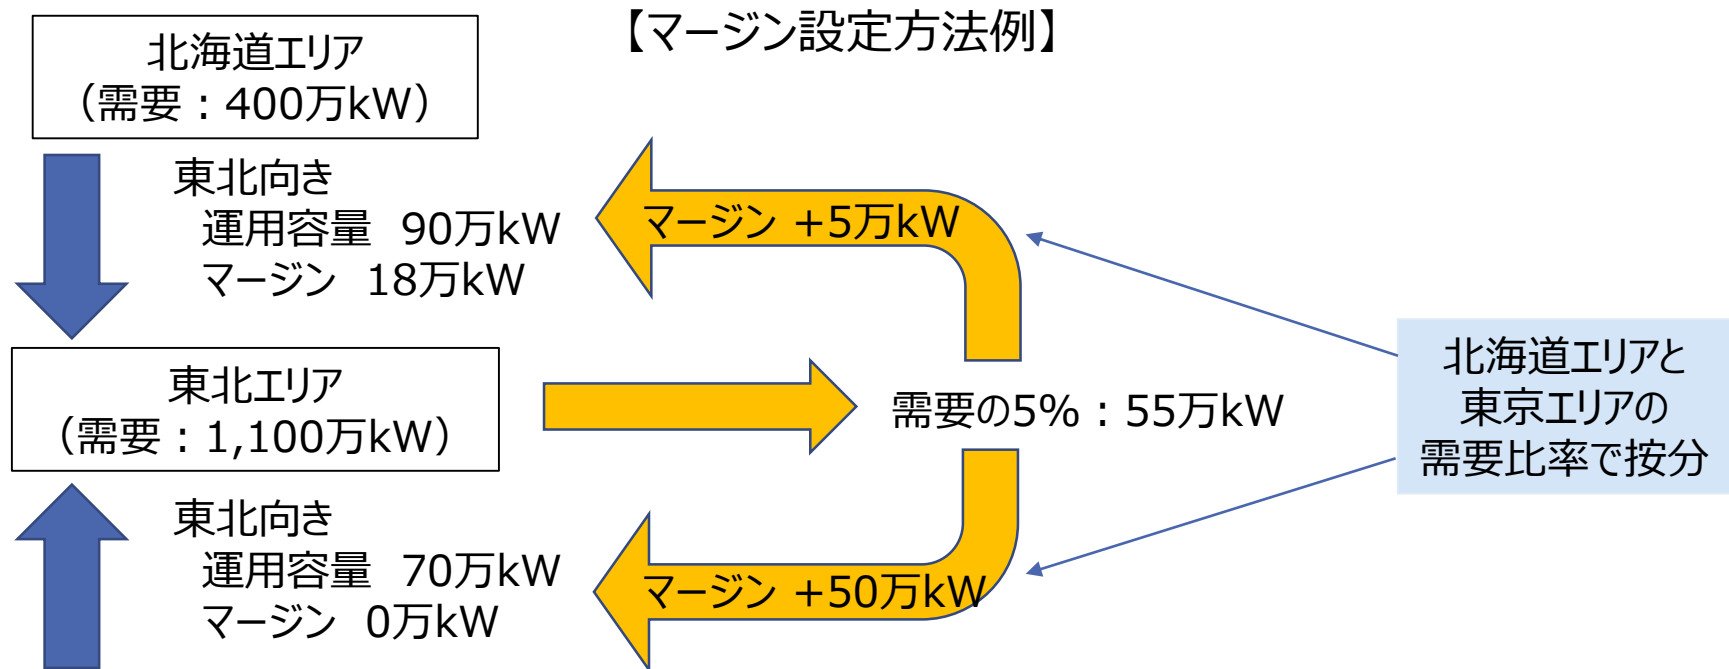 【マージン設定方法例】
北海道エリア
（需要：400万kW）
東北向き
運用容量 90万kW
マージン 18万kW
マージン +5万kW
東北エリア
（需要：1,100万kW）
需要の5%：55万kW
北海道エリアと
東京エリアの
需要比率で按分
東北向き
運用容量 70万kW
マージン 0万kW
マージン +50万kW